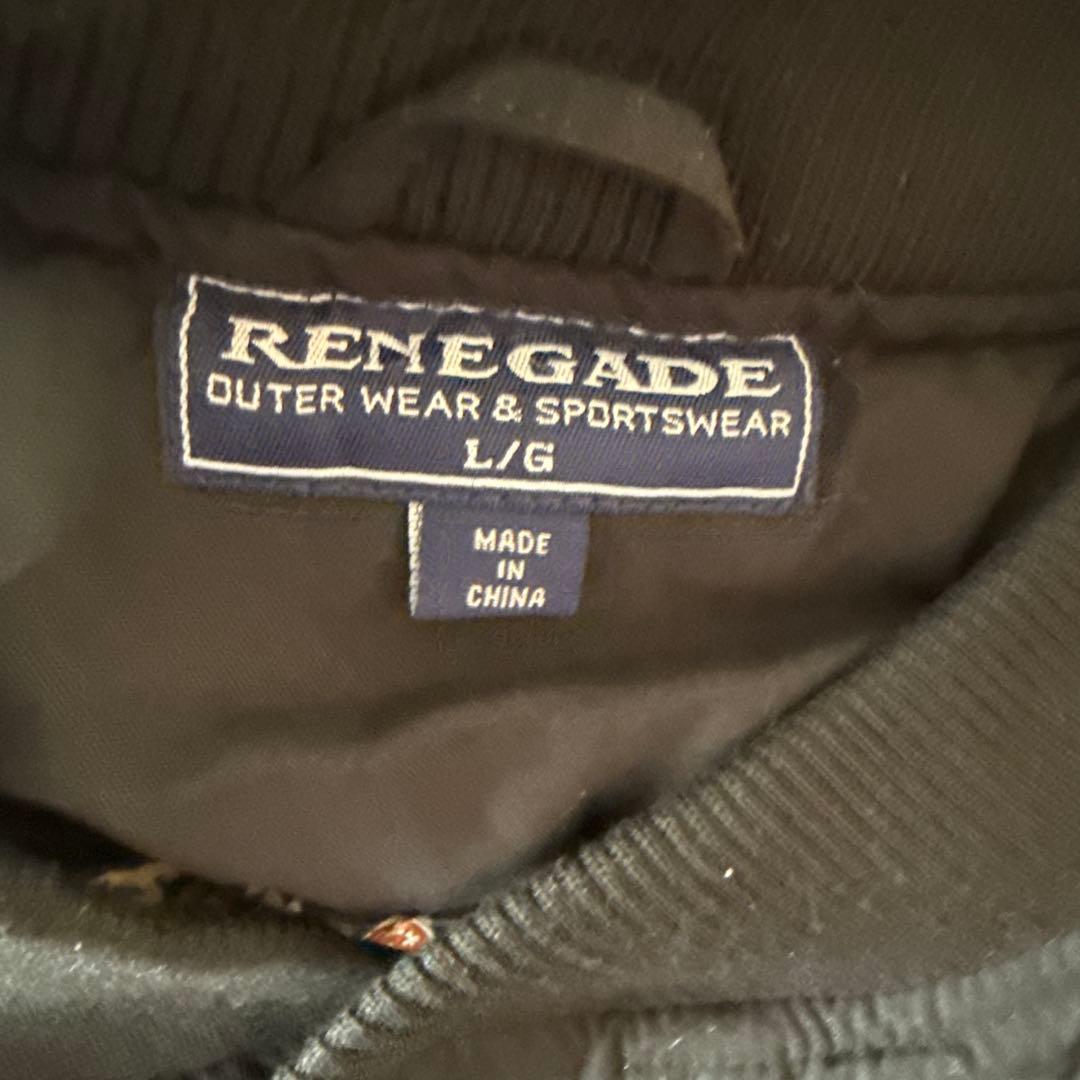 RENEGADE
OUTER WEAR & SPORTSWEAR
L/G
MADE
IN
CHINA